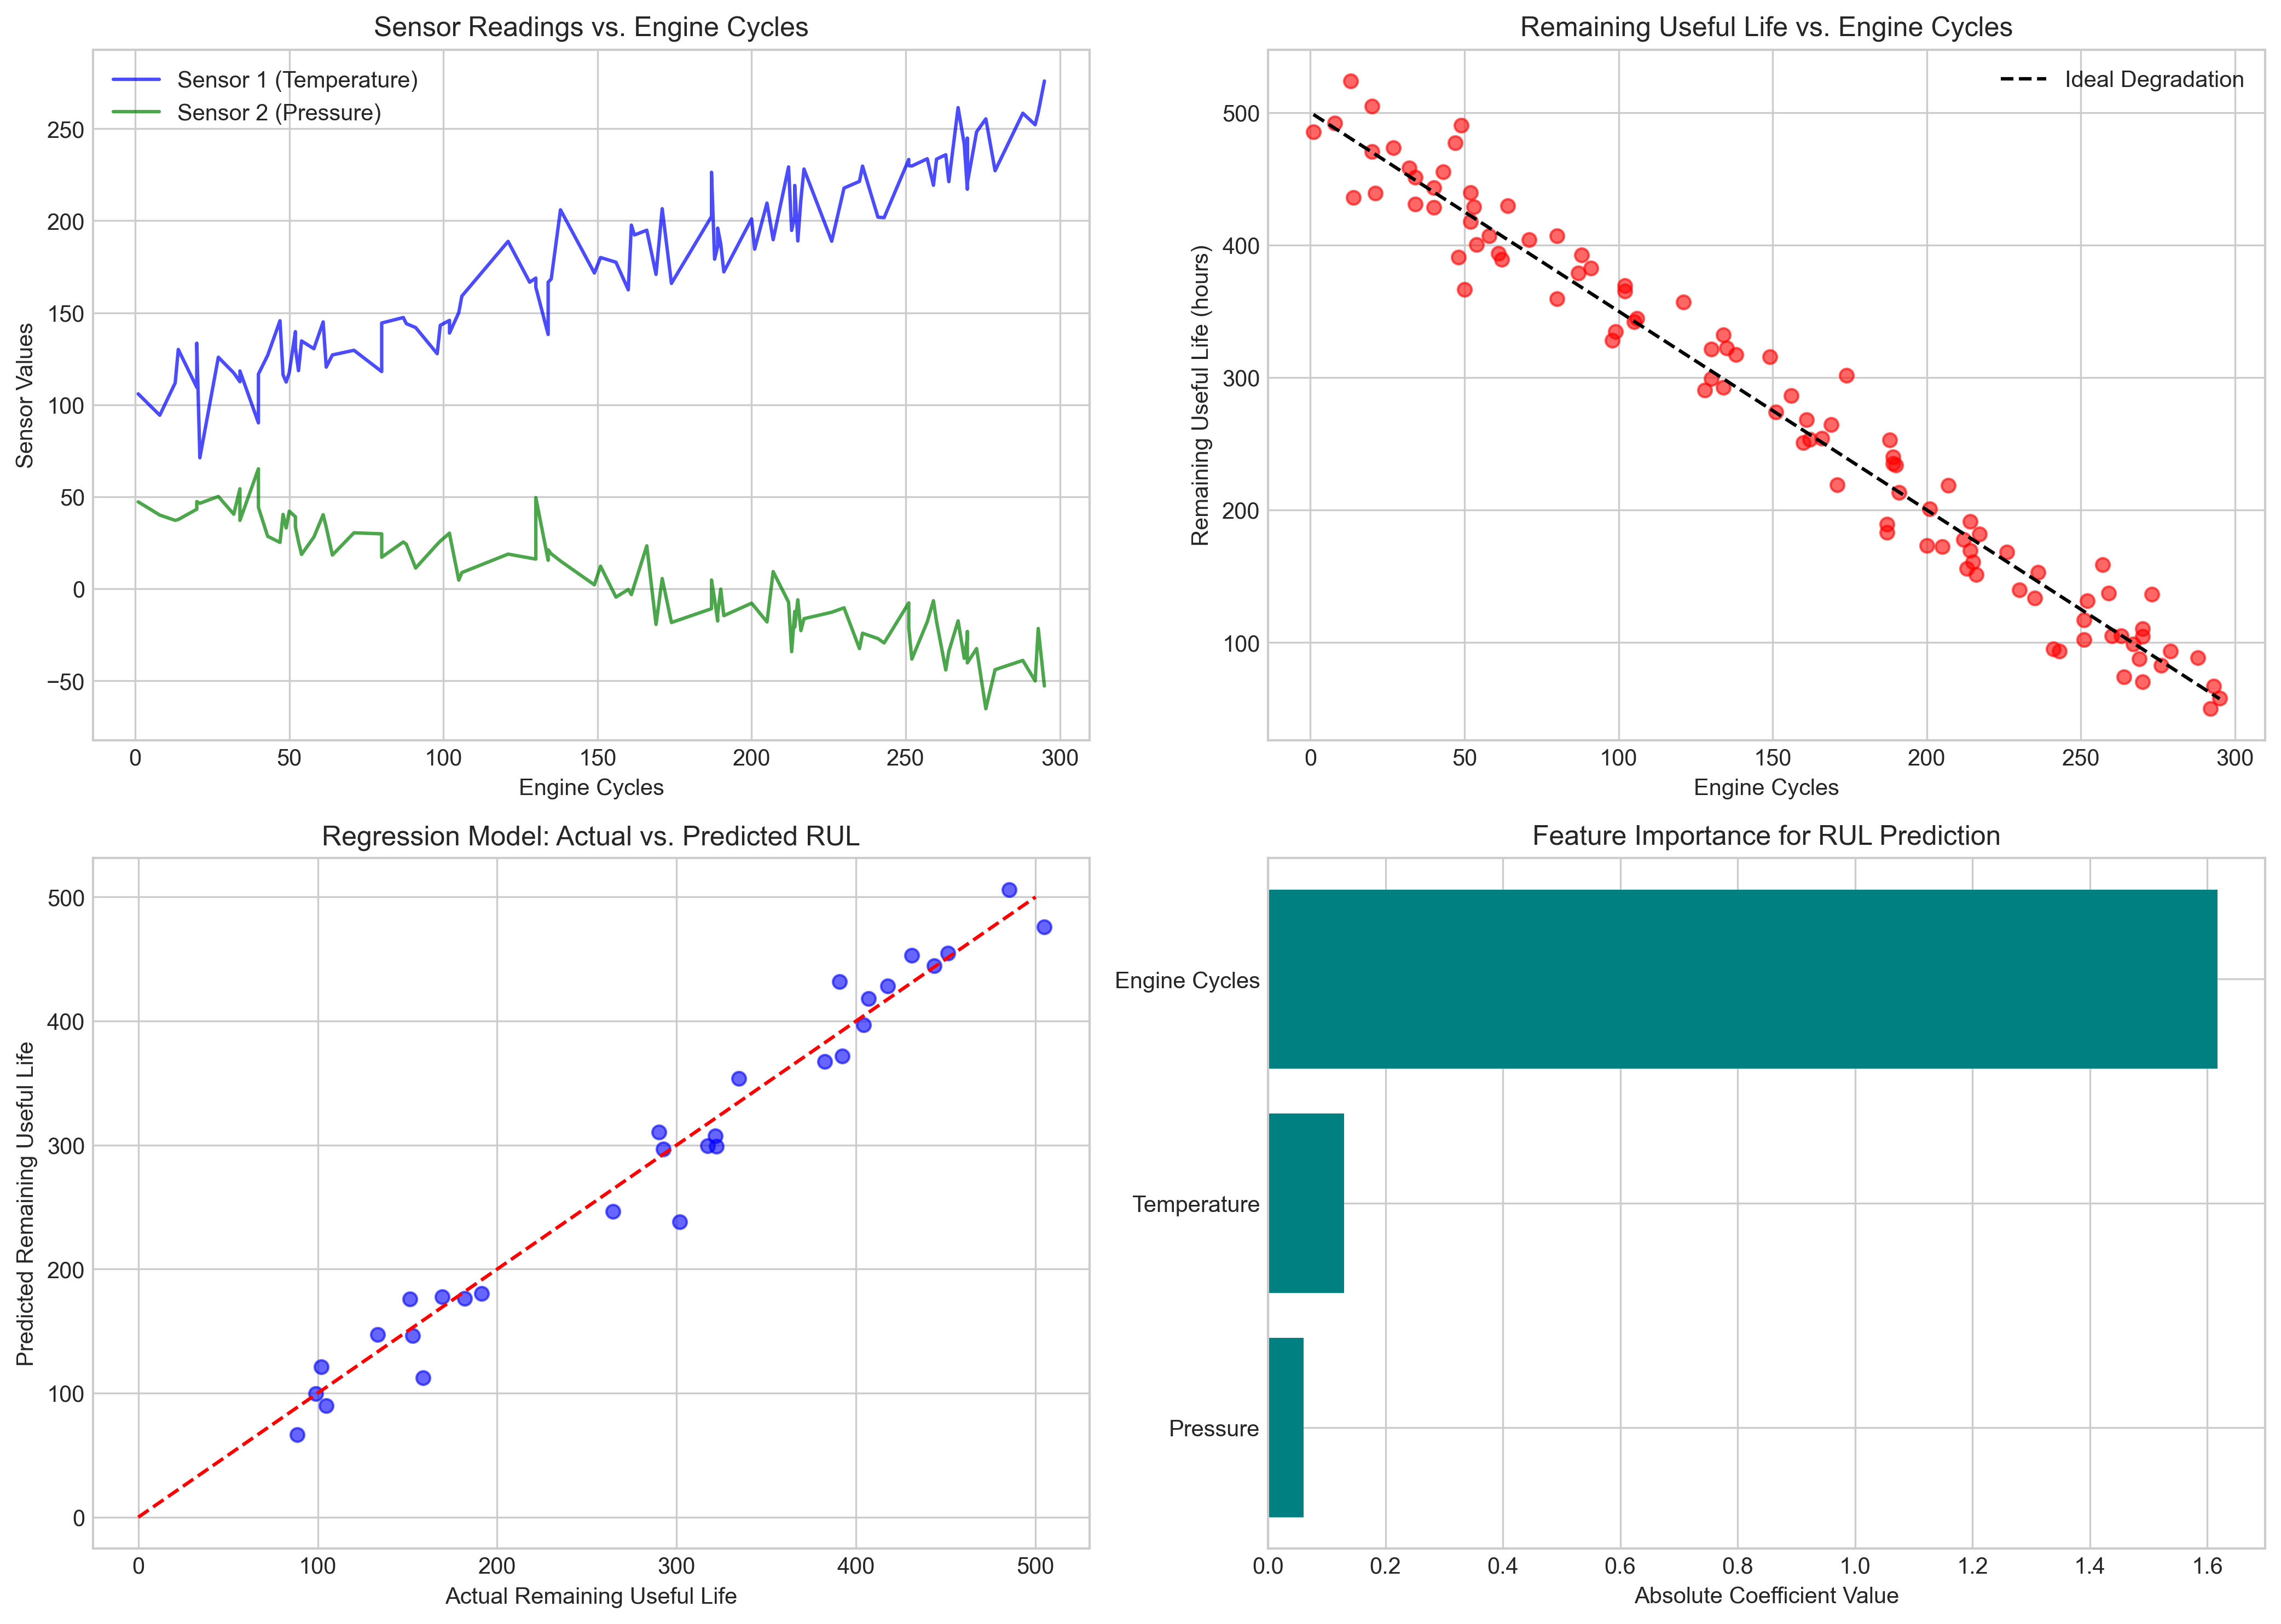 Sensor Readings vs. Engine Cycles
Sensor 1 (Temperature)
Sensor 2 (Pressure)
Sensor Values
250
200
150
100
50
0
−50
0 50 100 150 200 250 300
Engine Cycles
Remaining Useful Life vs. Engine Cycles
Ideal Degradation
Remaining Useful Life (hours)
500
400
300
200
100
0 50 100 150 200 250 300
Engine Cycles
Regression Model: Actual vs. Predicted RUL
Predicted Remaining Useful Life
500
400
300
200
100
0
0 100 200 300 400 500
Actual Remaining Useful Life
Feature Importance for RUL Prediction
Engine Cycles
Temperature
Pressure
0.0 0.2 0.4 0.6 0.8 1.0 1.2 1.4 1.6
Absolute Coefficient Value